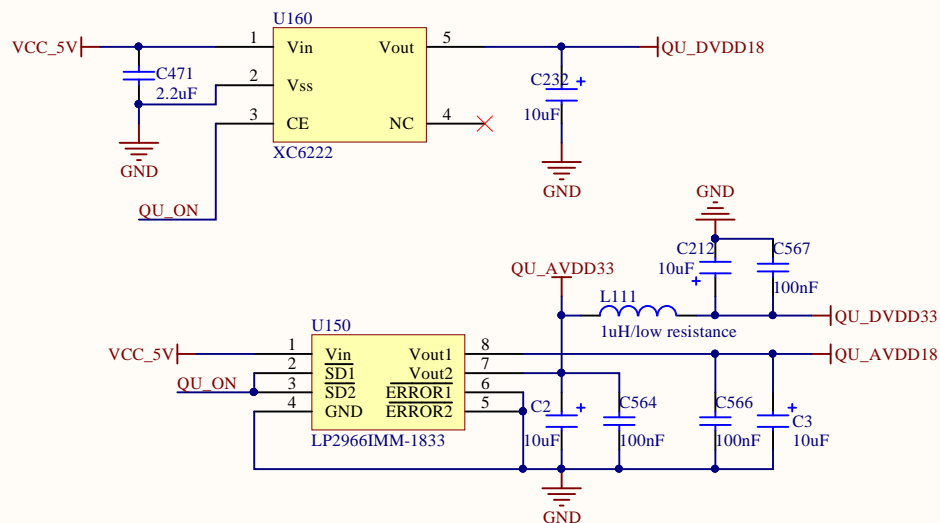 U160
VCC_5V
1
Vin
Vout
5
QU_DVDD18
C471
2.2uF
2
Vss
C232
10uF
3
CE
NC
4
XC6222
GND
GND
QU_ON
GND
C212
10uF
C567
100nF
QU_AVDD33
L111
1uH/low resistance
QU_DVDD33
U150
VCC_5V
1
Vin
Vout1
8
QU_AVDD18
2
SD1
Vout2
7
QU_ON
3
SD2
ERROR1
6
4
GND
ERROR2
5
LP2966IMM-1833
C2
10uF
C564
100nF
C566
100nF
C3
10uF
GND